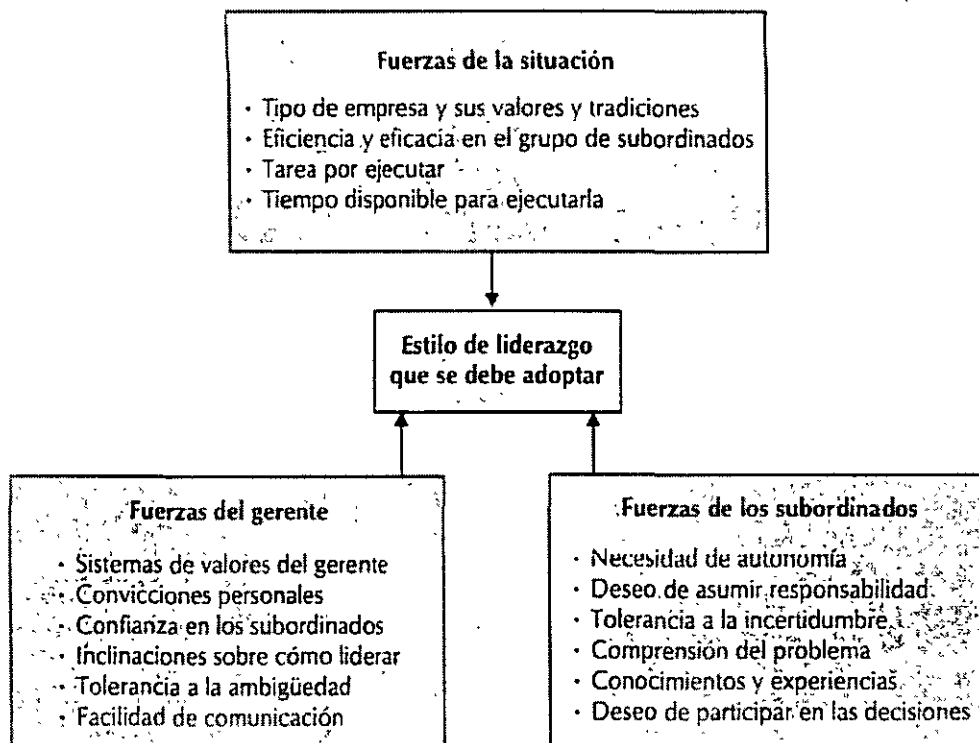 Fuerzas de la situación
· Tipo de empresa y sus valores y tradiciones
· Eficiencia y eficacia en el grupo de subordinados
· Tarea por ejecutar
· Tiempo disponible para ejecutarla
Estilo de liderazgo
que se debe adoptar
Fuerzas del gerente
· Sistemas de valores del gerente
· Convicciones personales
· Confianza en los subordinados
· Inclinaciones sobre cómo liderar
· Tolerancia a la ambigüedad
· Facilidad de comunicación
Fuerzas de los subordinados
· Necesidad de autonomía
· Deseo de asumir responsabilidad
· Tolerancia a la incertidumbre
· Comprensión del problema
· Conocimientos y experiencias
· Deseo de participar en las decisiones